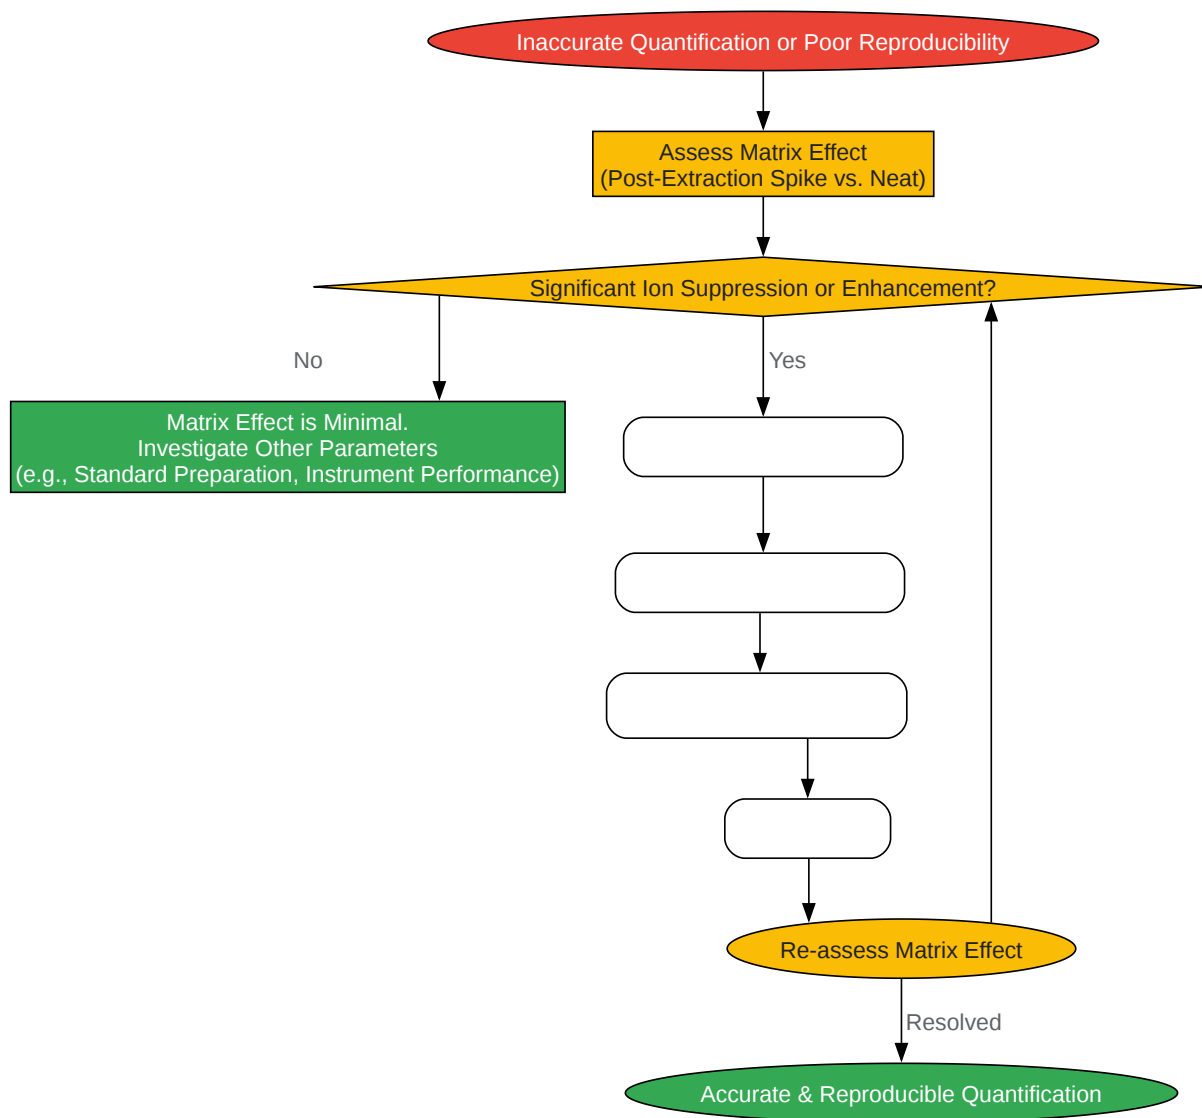 Inaccurate Quantification or Poor Reproducibility
Assess Matrix Effect
(Post-Extraction Spike vs. Neat)
Significant Ion Suppression or Enhancement?
No
Yes
Matrix Effect is Minimal.
Investigate Other Parameters
(e.g., Standard Preparation, Instrument Performance)
Re-assess Matrix Effect
Resolved
Accurate & Reproducible Quantification